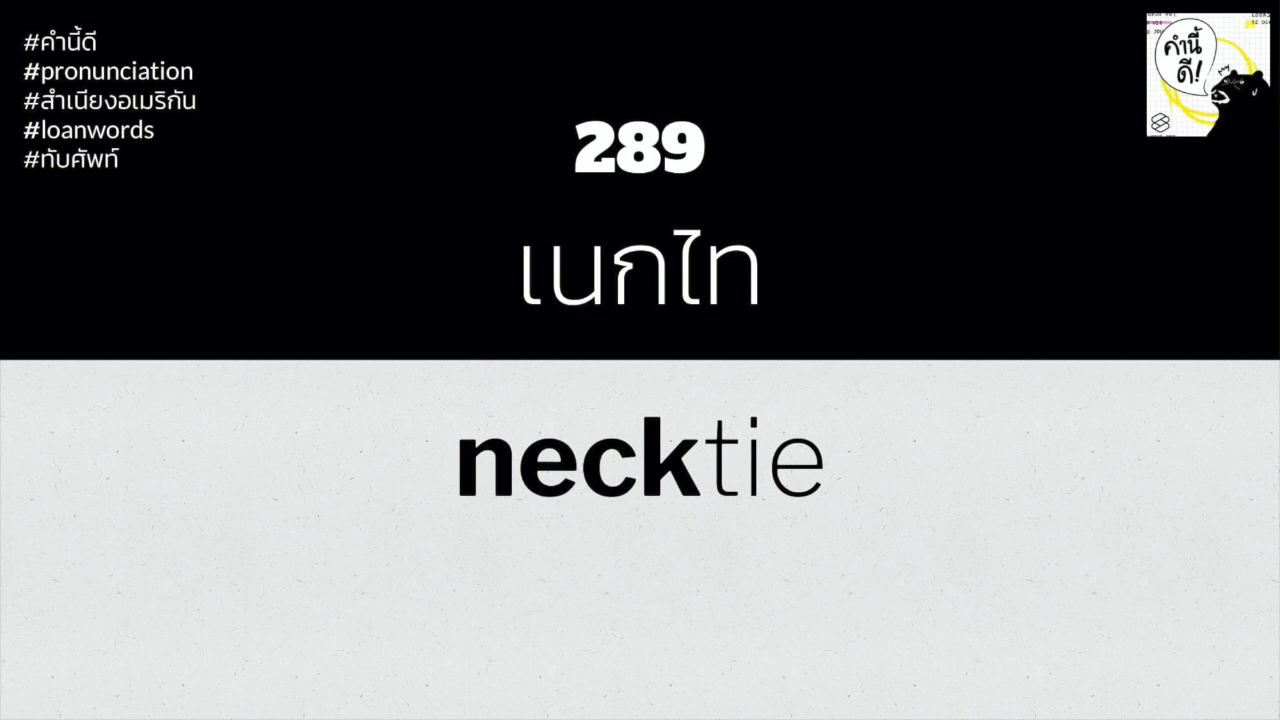 #คำนี้ดี
#pronunciation
#สำเนียงอเมริกัน
#loanwords
#ทับศัพท์
คำนี้
ดี!
289
เนกไท
necktie